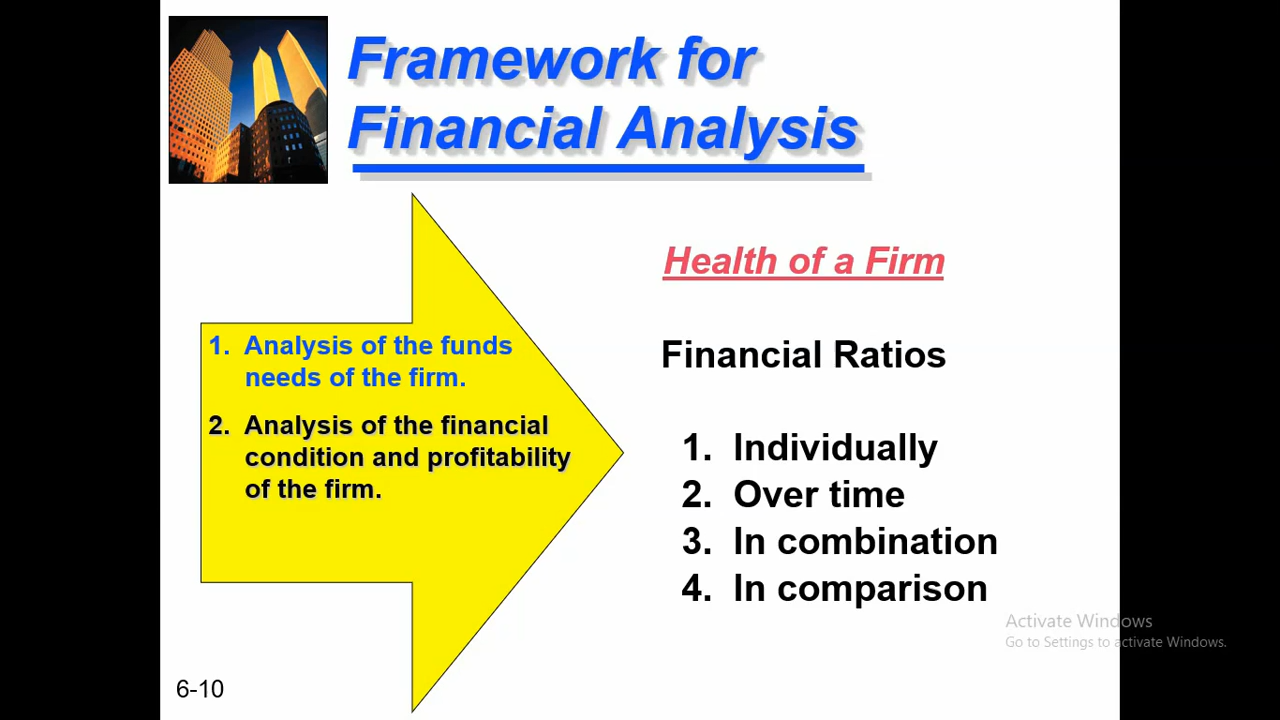 Framework for
Financial Analysis
Health of a Firm
1. Analysis of the funds
needs of the firm.
2. Analysis of the financial
condition and profitability
of the firm.
Financial Ratios
1. Individually
2. Over time
3. In combination
4. In comparison
Activate Windows
Go to Settings to activate Windows.
6-10